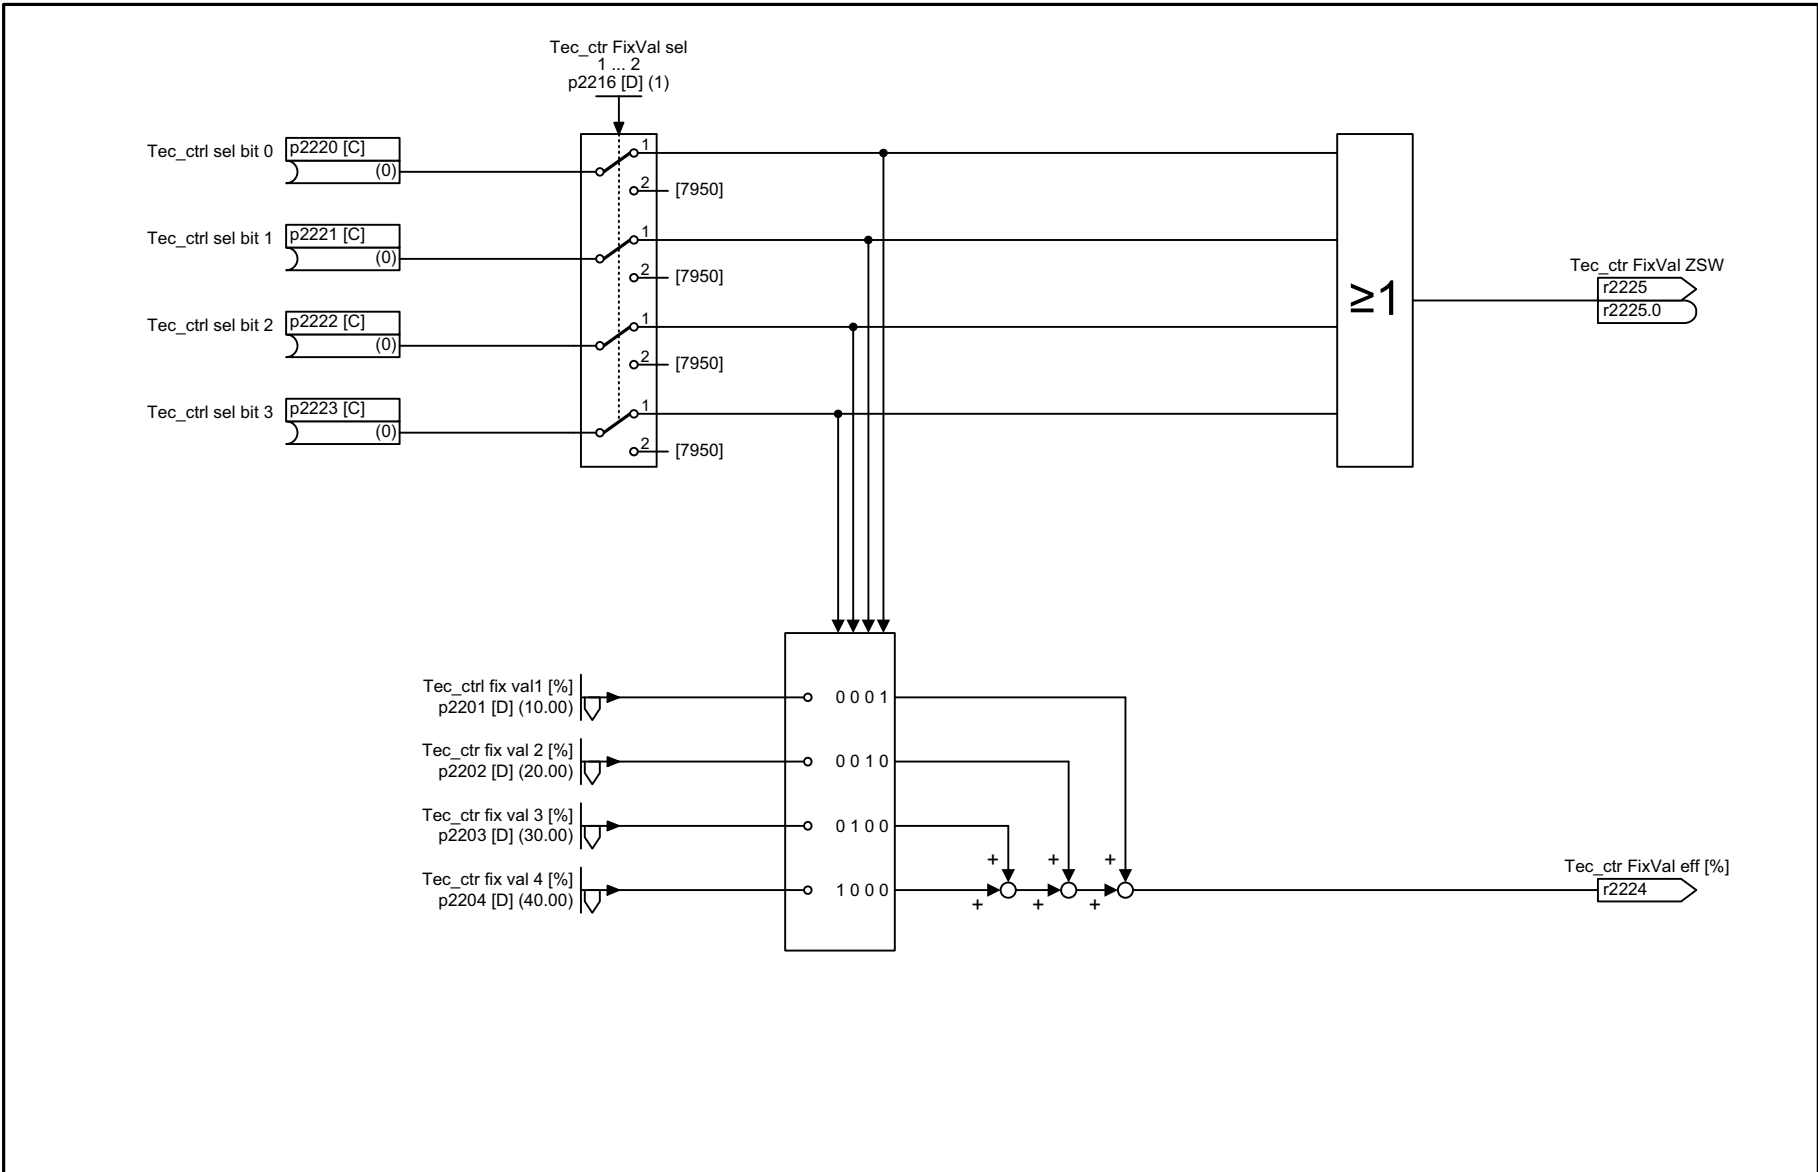 Tec_ctr FixVal sel
1 ... 2
p2216 [D] (1)
Tec_ctrl sel bit 0
p2220 [C]
(0)
1
2
[7950]
Tec_ctrl sel bit 1
p2221 [C]
(0)
1
2
[7950]
Tec_ctrl sel bit 2
p2222 [C]
(0)
1
2
[7950]
Tec_ctrl sel bit 3
p2223 [C]
(0)
1
2
[7950]
≥1
Tec_ctr FixVal ZSW
r2225
r2225.0
Tec_ctrl fix val1 [%]
p2201 [D] (10.00)
0 0 0 1
Tec_ctr fix val 2 [%]
p2202 [D] (20.00)
0 0 1 0
Tec_ctr fix val 3 [%]
p2203 [D] (30.00)
0 1 0 0
Tec_ctr fix val 4 [%]
p2204 [D] (40.00)
1 0 0 0
+ + +
+ + +
Tec_ctr FixVal eff [%]
r2224